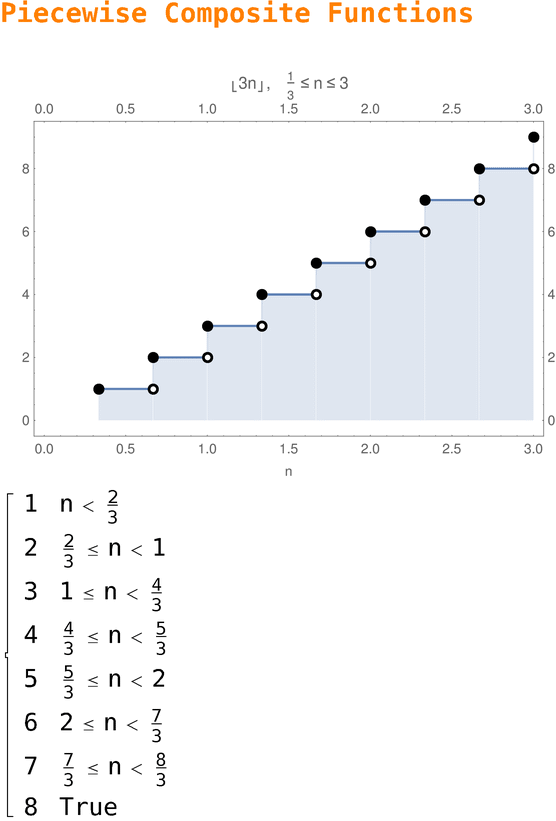 Piecewise Composite Functions
⌊3n⌋, 1/3 ≤ n ≤ 3
0.0 0.5 1.0 1.5 2.0 2.5 3.0
8 8
6 6
4 4
2 2
0 0
0.0 0.5 1.0 1.5 2.0 2.5 3.0
n
1 n < 2/3
2 2/3 ≤ n < 1
3 1 ≤ n < 4/3
4 4/3 ≤ n < 5/3
5 5/3 ≤ n < 2
6 2 ≤ n < 7/3
7 7/3 ≤ n < 8/3
8 True